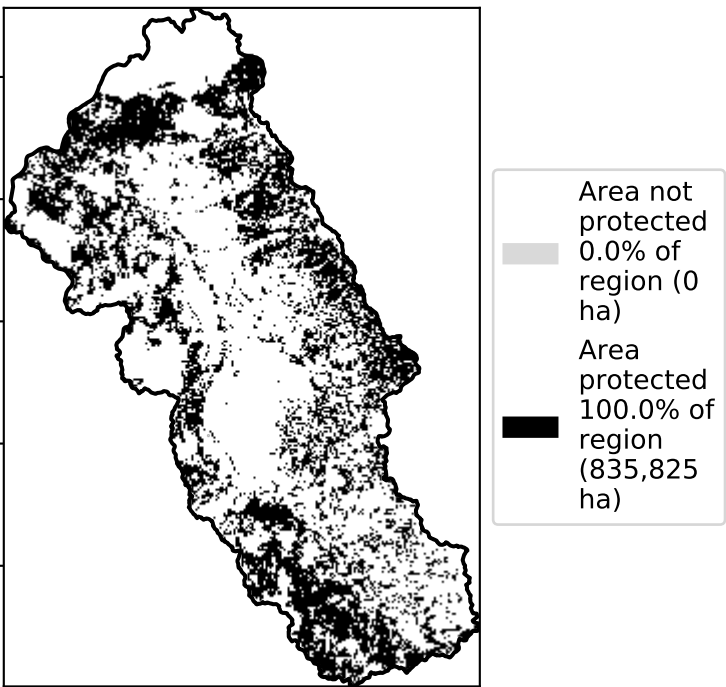 Area not
protected
0.0% of
region (0
ha)
Area
protected
100.0% of
region
(835,825
ha)